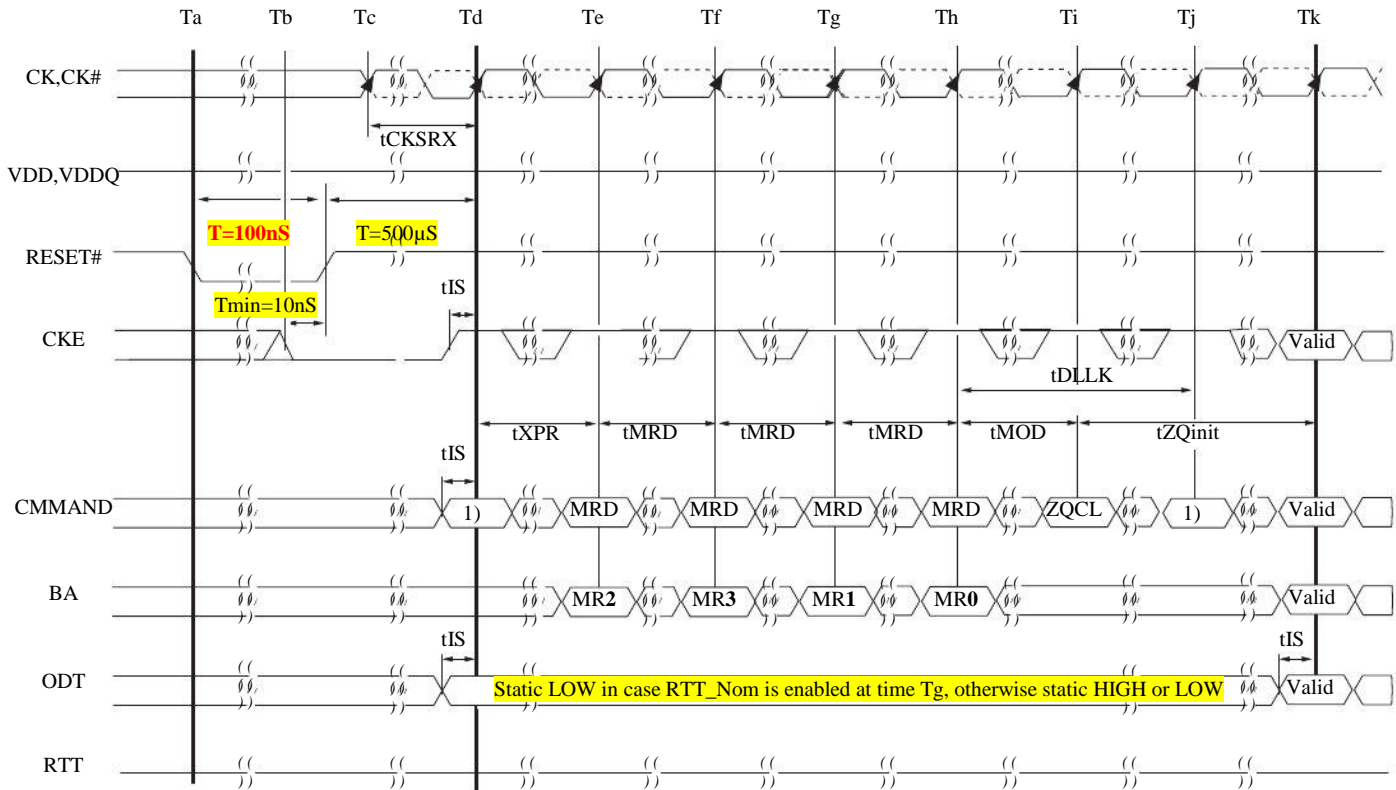 Ta Tb Tc Td Te Tf Tg Th Ti Tj Tk
CK,CK#
tCKSRX
VDD,VDDQ
T=100nS T=500µS
RESET#
Tmin=10nS tIS
CKE Valid
tDLLK
tXPR tMRD tMRD tMRD tMOD tZQinit
tIS
CMMAND 1) MRD MRD MRD MRD ZQCL 1) Valid
BA MR2 MR3 MR1 MR0 Valid
tIS tIS
ODT Static LOW in case RTT_Nom is enabled at time Tg, otherwise static HIGH or LOW Valid
RTT